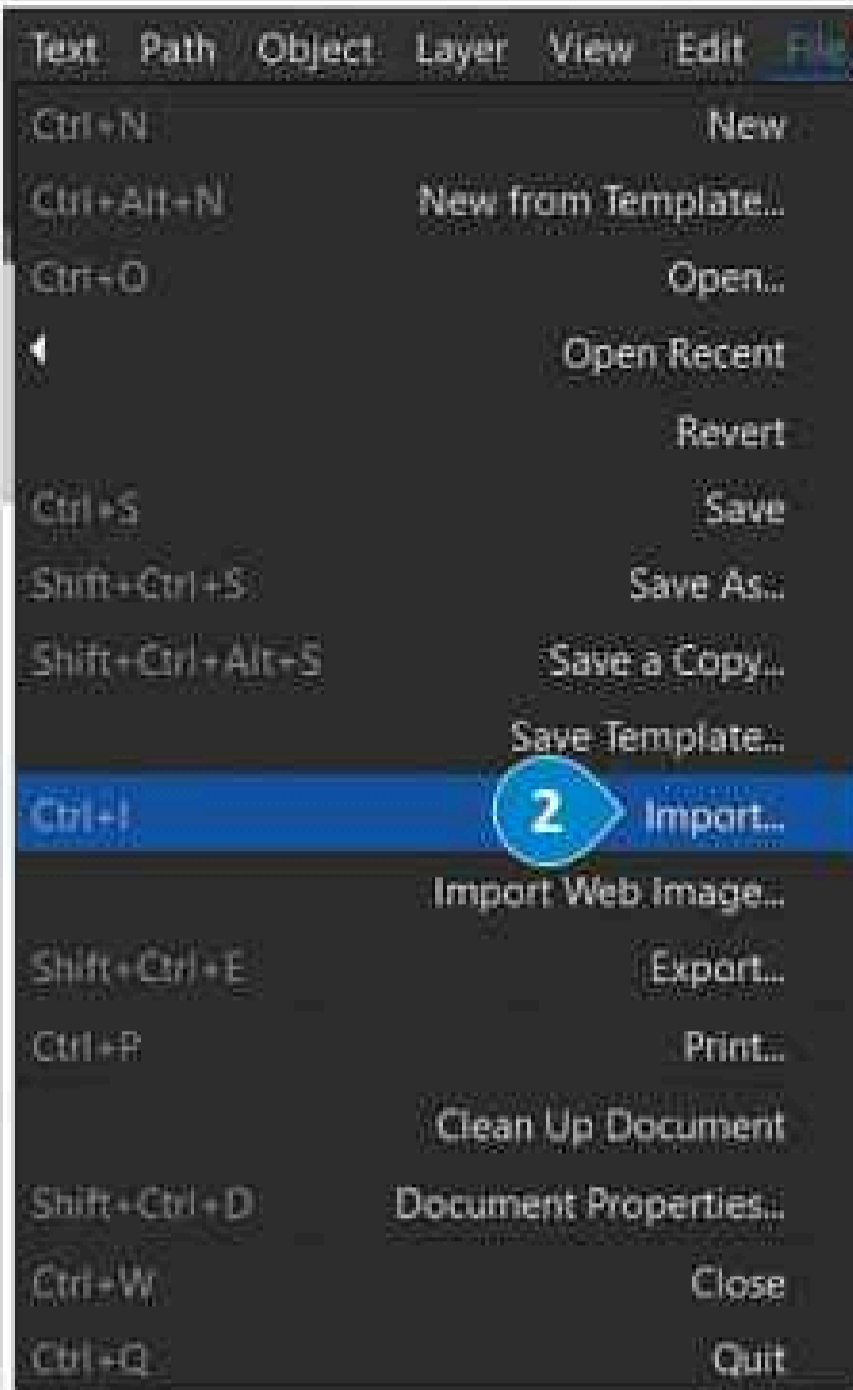 File Edit View Layer Object Path Text
New Ctrl+N
New from Template... Ctrl+Alt+N
Open... Ctrl+O
Open Recent
Revert
Save Ctrl+S
Save As... Shift+Ctrl+S
Save a Copy... Shift+Ctrl+Alt+S
Save Template...
2 Import... Ctrl+I
Import Web Image...
Export... Shift+Ctrl+E
Print... Ctrl+P
Clean Up Document
Document Properties... Shift+Ctrl+D
Close Ctrl+W
Quit Ctrl+Q